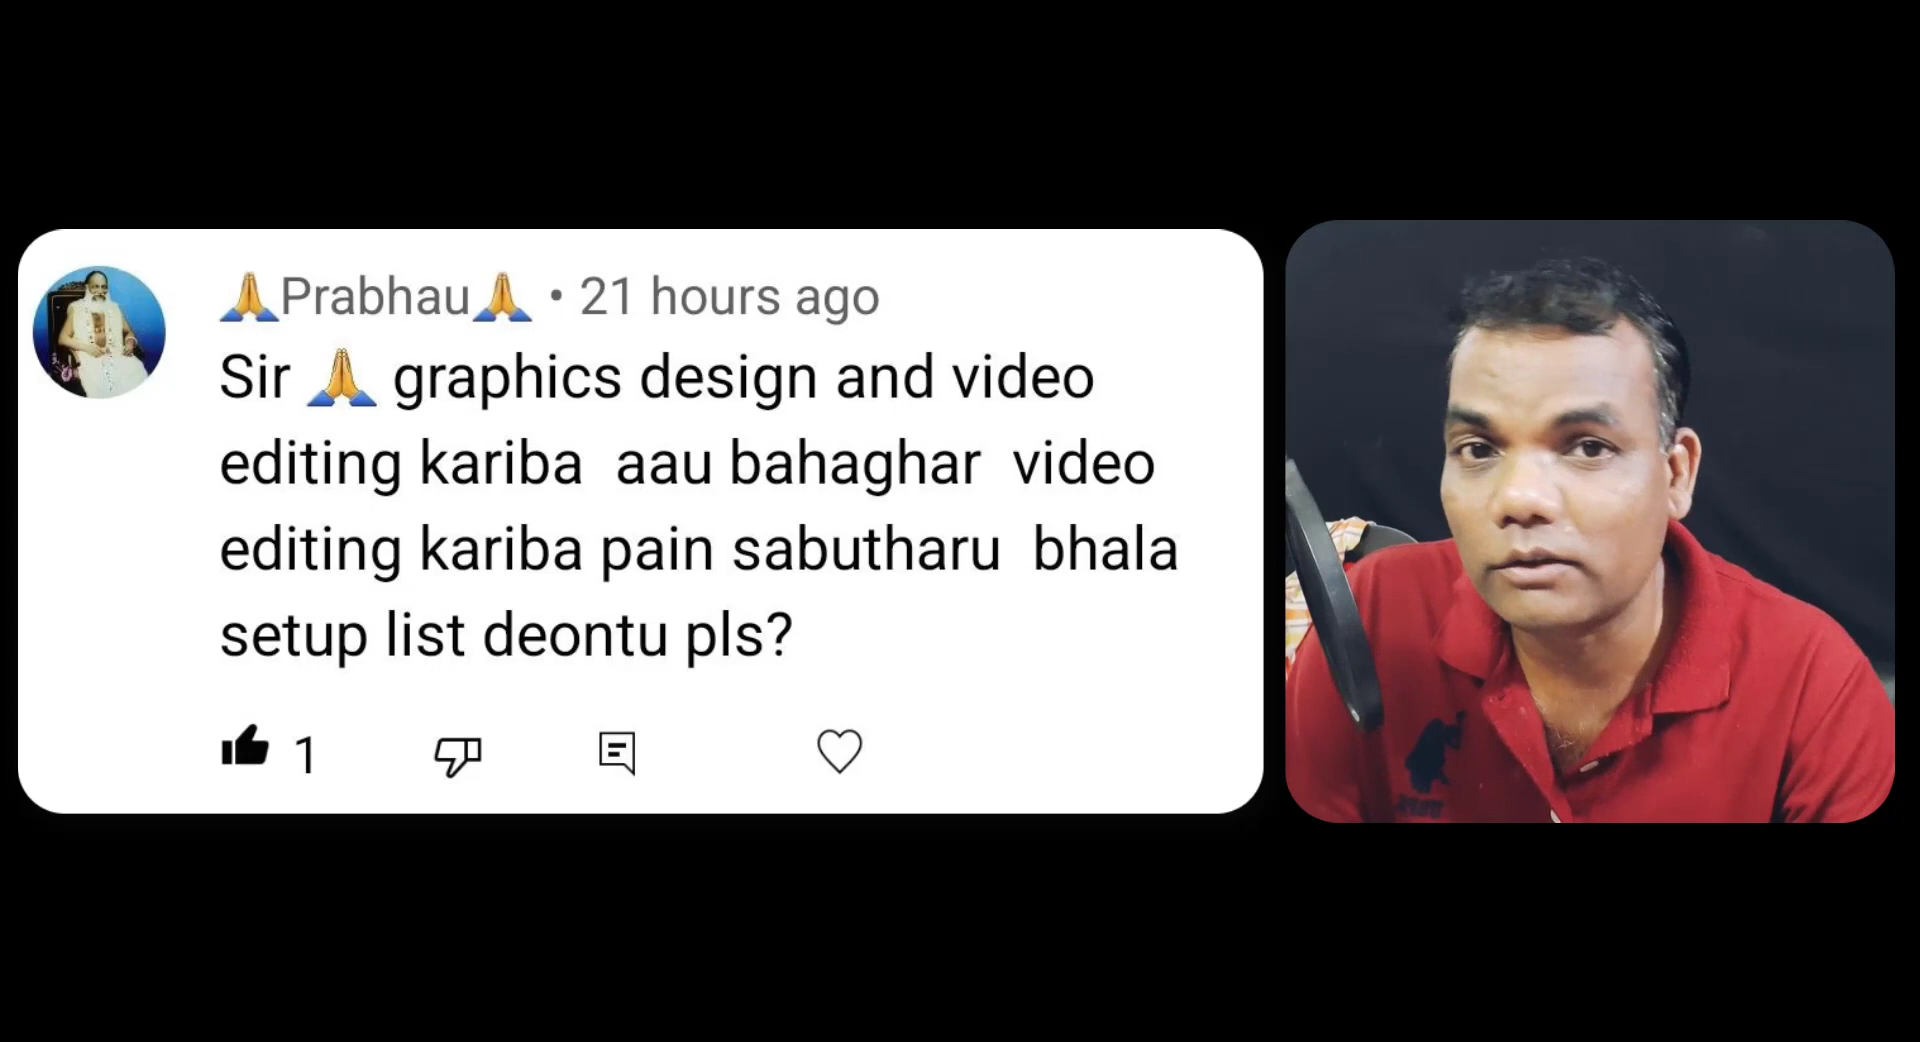 🙏Prabhau🙏 • 21 hours ago
Sir 🙏 graphics design and video
editing kariba aau bahaghar video
editing kariba pain sabutharu bhala
setup list deontu pls?
1